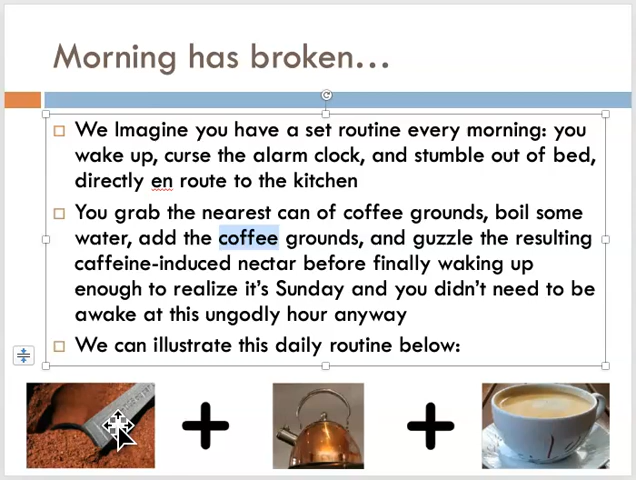 Morning has broken...
We Imagine you have a set routine every morning: you
wake up, curse the alarm clock, and stumble out of bed,
directly en route to the kitchen
You grab the nearest can of coffee grounds, boil some
water, add the coffee grounds, and guzzle the resulting
caffeine-induced nectar before finally waking up
enough to realize it's Sunday and you didn't need to be
awake at this ungodly hour anyway
We can illustrate this daily routine below: